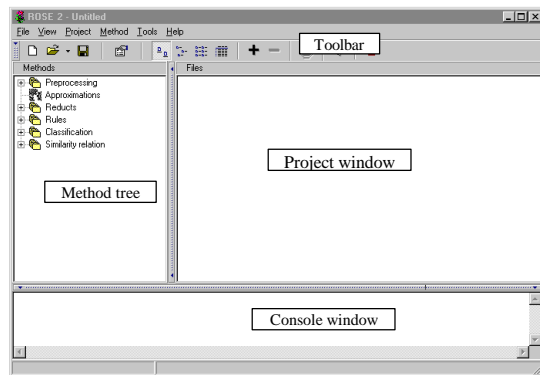 ROSE 2 - Untitled
File View Project Method Tools Help
Toolbar
Methods
Files
Preprocessing
Approximations
Reducts
Rules
Classification
Similarity relation
Project window
Method tree
Console window